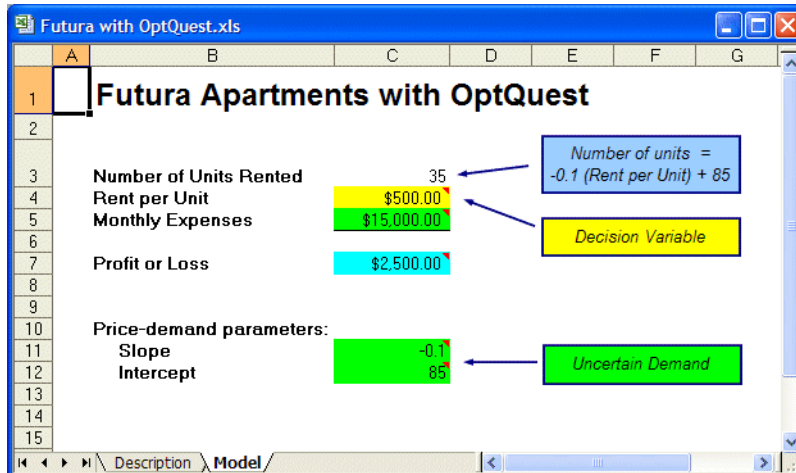 Futura with OptQuest.xls
A B C D E F G
1 Futura Apartments with OptQuest
2
Number of units =
3 Number of Units Rented 35 -0.1 (Rent per Unit) + 85
4 Rent per Unit $500.00
5 Monthly Expenses $15,000.00
Decision Variable
6
7 Profit or Loss $2,500.00
8
9
10 Price-demand parameters:
11 Slope -0.1
Uncertain Demand
12 Intercept 85
13
14
15
Description Model